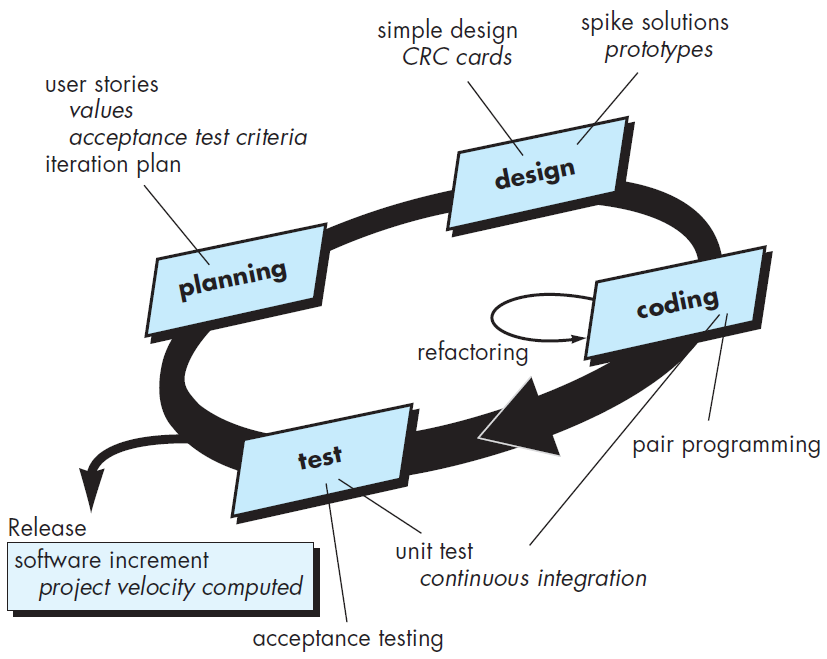 simple design
CRC cards
spike solutions
prototypes
user stories
values
acceptance test criteria
iteration plan
design
planning
coding
refactoring
pair programming
test
Release
software increment
project velocity computed
unit test
continuous integration
acceptance testing